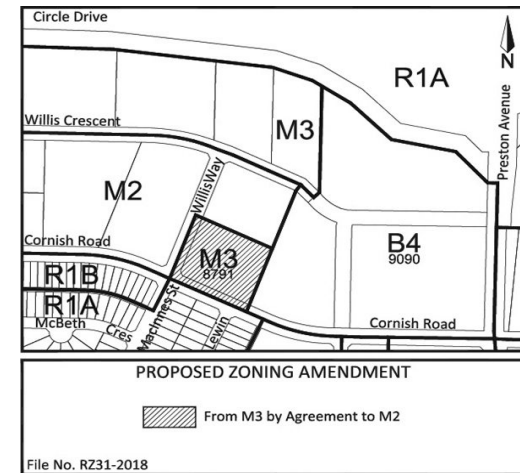 Circle Drive
R1A
N
Preston Avenue
Willis Crescent
M3
M2
Willis Way
B4
9090
Cornish Road
M3
8791
R1B
R1A
McBeth
Cres
MacInnes St
Lewin
Cornish Road
PROPOSED ZONING AMENDMENT
From M3 by Agreement to M2
File No. RZ31-2018